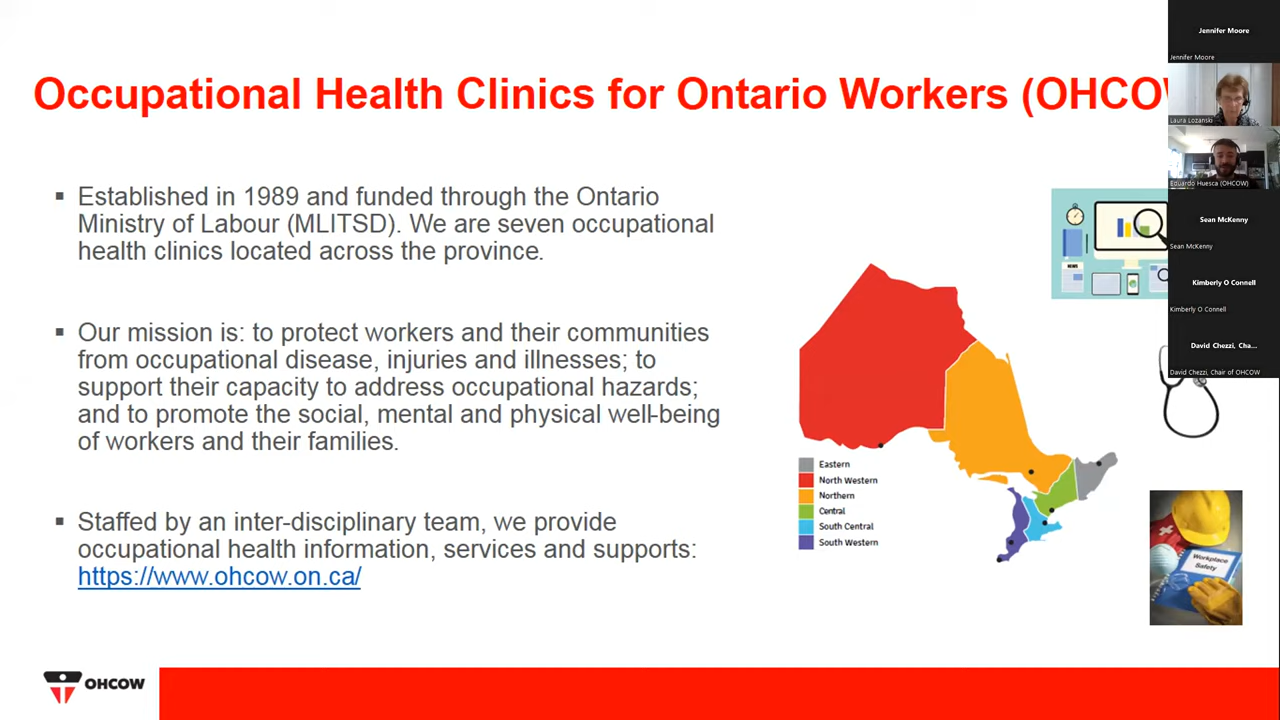 Occupational Health Clinics for Ontario Workers (OHCOW
▪ Established in 1989 and funded through the Ontario
Ministry of Labour (MLITSD). We are seven occupational
health clinics located across the province.
▪ Our mission is: to protect workers and their communities
from occupational disease, injuries and illnesses; to
support their capacity to address occupational hazards;
and to promote the social, mental and physical well-being
of workers and their families.
▪ Staffed by an inter-disciplinary team, we provide
occupational health information, services and supports:
https://www.ohcow.on.ca/
Eastern
North Western
Northern
Central
South Central
South Western
NEWS
Workplace
Safety
OHCOW
Jennifer Moore
Jennifer Moore
Laura Lozanski
Eduardo Huesca (OHCOW)
Sean McKenny
Sean McKenny
Kimberly O Connell
Kimberly O Connell
David Chezzi, Cha...
David Chezzi, Chair of OHCOW